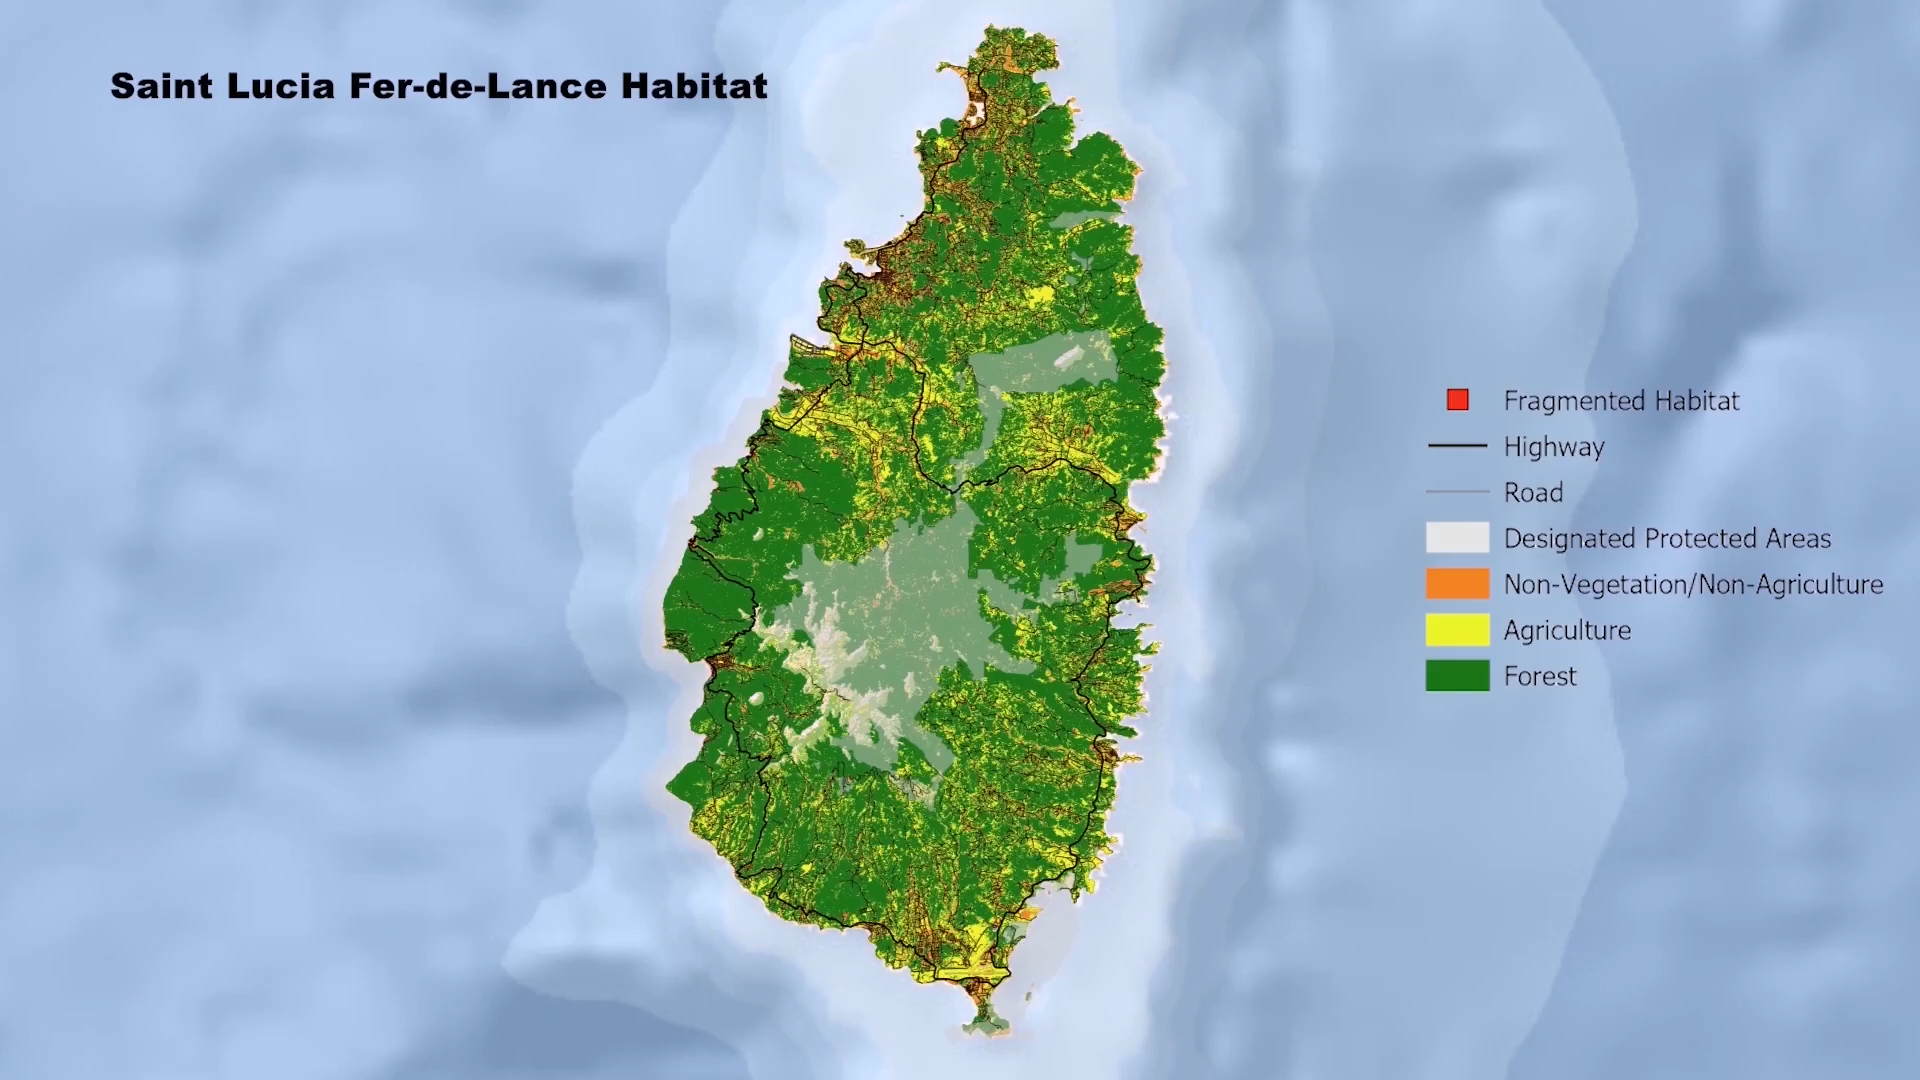 Saint Lucia Fer-de-Lance Habitat
Fragmented Habitat
Highway
Road
Designated Protected Areas
Non-Vegetation/Non-Agriculture
Agriculture
Forest